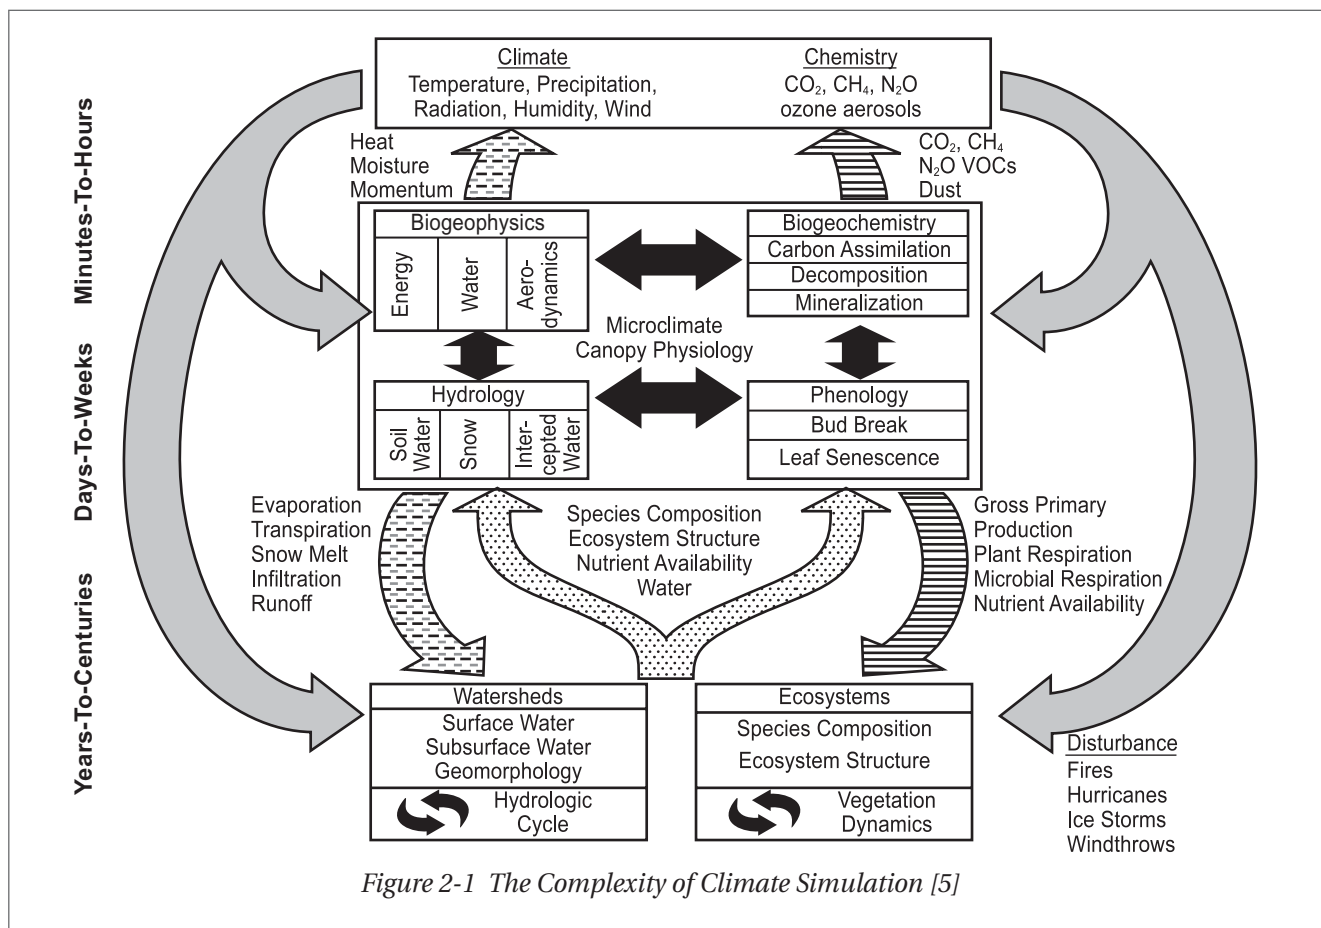 Minutes-To-Hours
Days-To-Weeks
Years-To-Centuries
Climate
Temperature, Precipitation,
Radiation, Humidity, Wind
Chemistry
CO₂, CH₄, N₂O
ozone aerosols
Heat
Moisture
Momentum
CO₂, CH₄
N₂O VOCs
Dust
Biogeophysics
Energy
Water
Aero-
dynamics
Biogeochemistry
Carbon Assimilation
Decomposition
Mineralization
Microclimate
Canopy Physiology
Hydrology
Soil
Water
Snow
Inter-
cepted
Water
Phenology
Bud Break
Leaf Senescence
Evaporation
Transpiration
Snow Melt
Infiltration
Runoff
Species Composition
Ecosystem Structure
Nutrient Availability
Water
Gross Primary
Production
Plant Respiration
Microbial Respiration
Nutrient Availability
Watersheds
Surface Water
Subsurface Water
Geomorphology
Hydrologic
Cycle
Ecosystems
Species Composition
Ecosystem Structure
Vegetation
Dynamics
Disturbance
Fires
Hurricanes
Ice Storms
Windthrows
Figure 2-1 The Complexity of Climate Simulation [5]